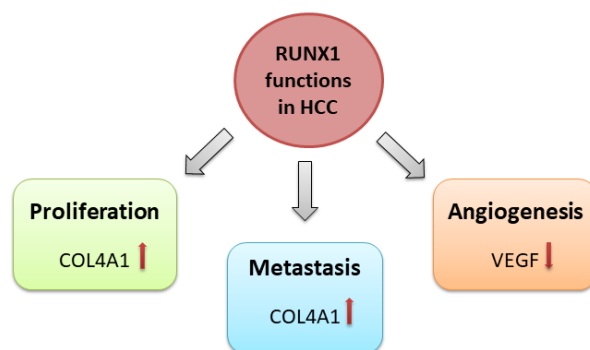 RUNX1
functions
in HCC
Proliferation
COL4A1
Metastasis
COL4A1
Angiogenesis
VEGF